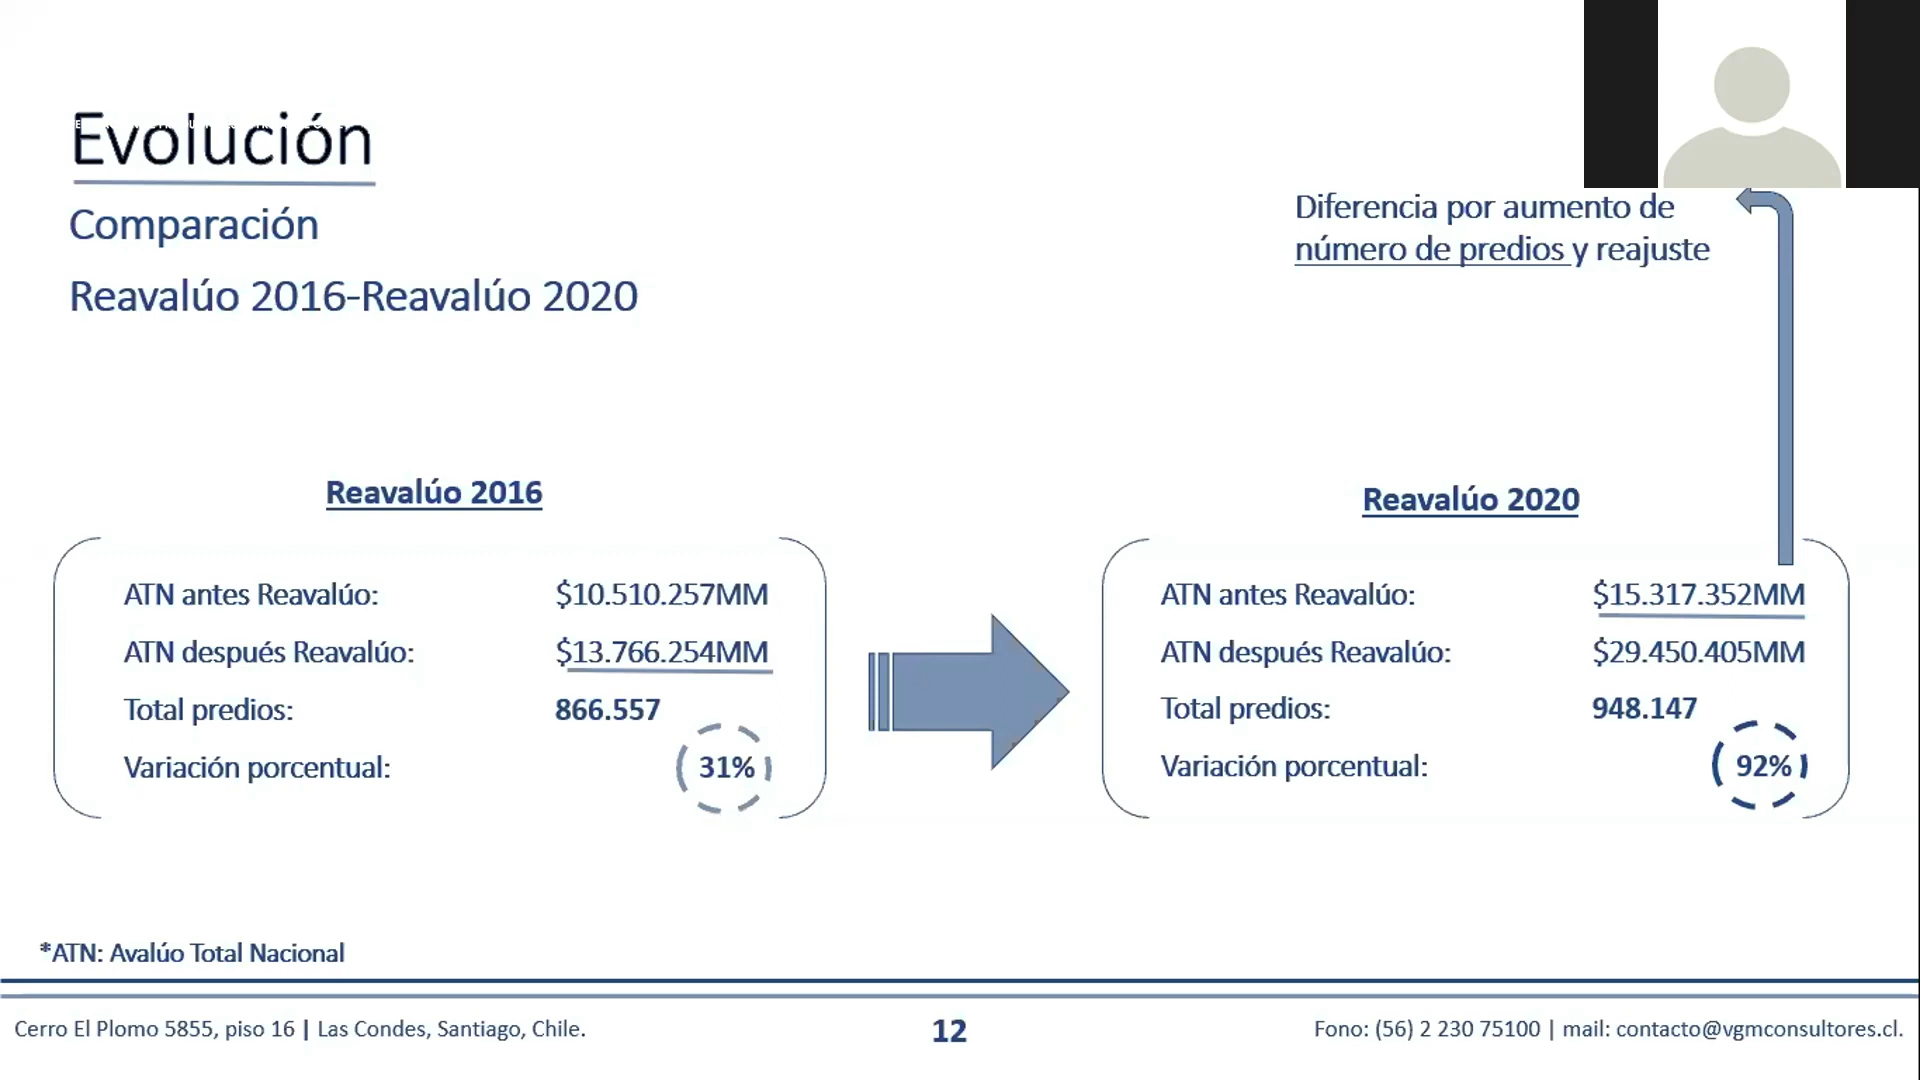 Evolución
Comparación
Reavalúo 2016-Reavalúo 2020
Diferencia por aumento de
número de predios y reajuste
Reavalúo 2016
ATN antes Reavalúo: $10.510.257MM
ATN después Reavalúo: $13.766.254MM
Total predios: 866.557
Variación porcentual: 31%
Reavalúo 2020
ATN antes Reavalúo: $15.317.352MM
ATN después Reavalúo: $29.450.405MM
Total predios: 948.147
Variación porcentual: 92%
*ATN: Avalúo Total Nacional
Cerro El Plomo 5855, piso 16 | Las Condes, Santiago, Chile.
12
Fono: (56) 2 230 75100 | mail: contacto@vgmconsultores.cl.